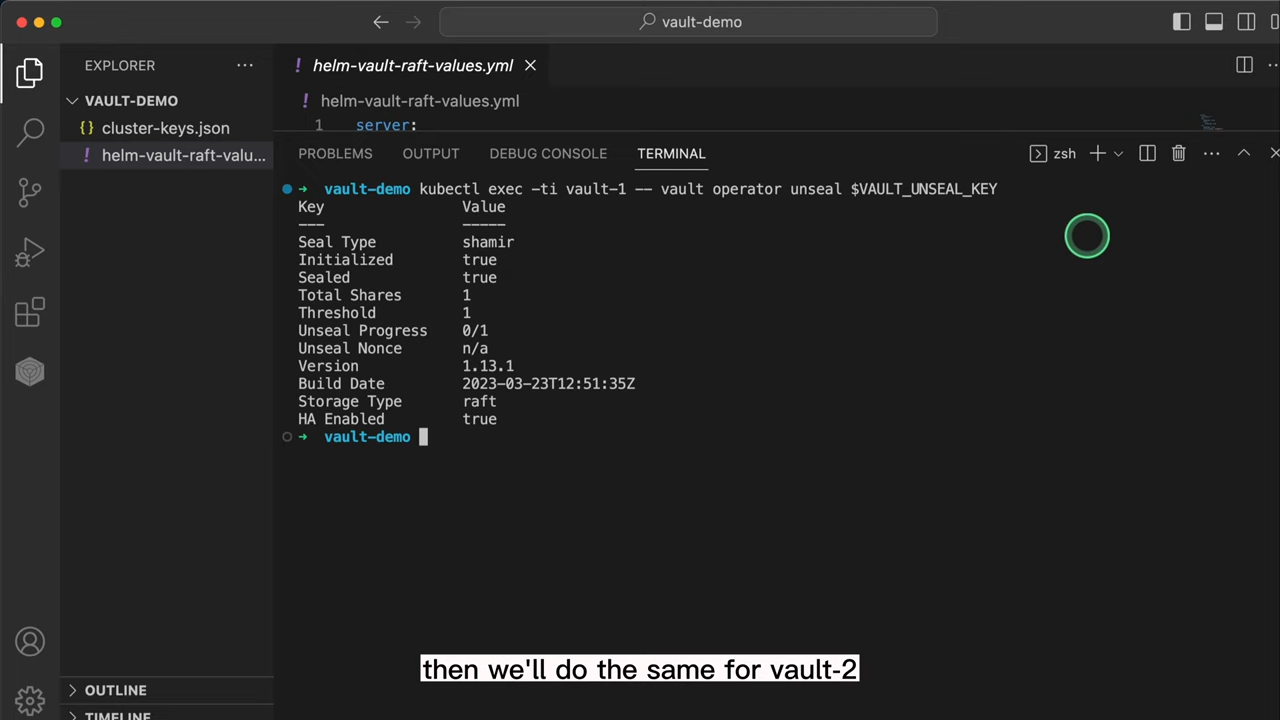 vault-demo
EXPLORER
helm-vault-raft-values.yml
VAULT-DEMO
helm-vault-raft-values.yml
{} cluster-keys.json
1 server:
! helm-vault-raft-valu...
PROBLEMS OUTPUT DEBUG CONSOLE TERMINAL
zsh
➜ vault-demo kubectl exec -ti vault-1 -- vault operator unseal $VAULT_UNSEAL_KEY
Key Value
--- -----
Seal Type shamir
Initialized true
Sealed true
Total Shares 1
Threshold 1
Unseal Progress 0/1
Unseal Nonce n/a
Version 1.13.1
Build Date 2023-03-23T12:51:35Z
Storage Type raft
HA Enabled true
➜ vault-demo
then we'll do the same for vault-2
OUTLINE
TIMELINE